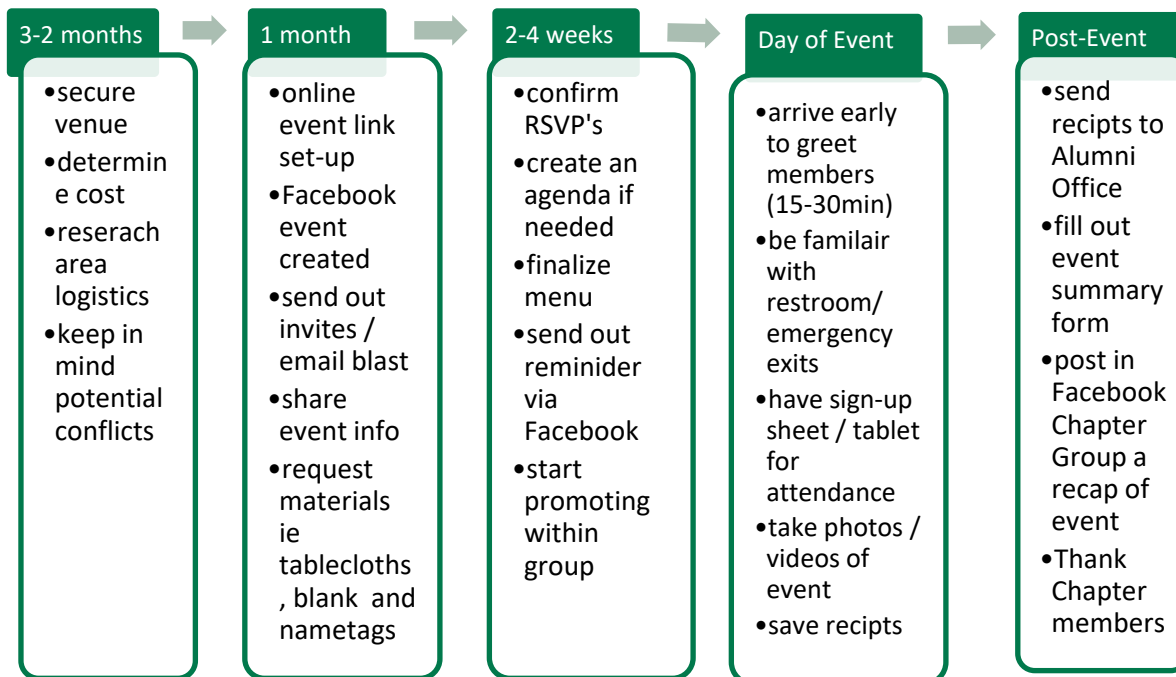 3-2 months
•secure
venue
•determin
e cost
•reserach
area
logistics
•keep in
mind
potential
conflicts
1 month
•online
event link
set-up
•Facebook
event
created
•send out
invites /
email blast
•share
event info
•request
materials
ie
tablecloths
, blank and
nametags
2-4 weeks
•confirm
RSVP's
•create an
agenda if
needed
•finalize
menu
•send out
reminider
via
Facebook
•start
promoting
within
group
Day of Event
•arrive early
to greet
members
(15-30min)
•be familair
with
restroom/
emergency
exits
•have sign-up
sheet / tablet
for
attendance
•take photos /
videos of
event
•save recipts
Post-Event
•send
recipts to
Alumni
Office
•fill out
event
summary
form
•post in
Facebook
Chapter
Group a
recap of
event
•Thank
Chapter
members